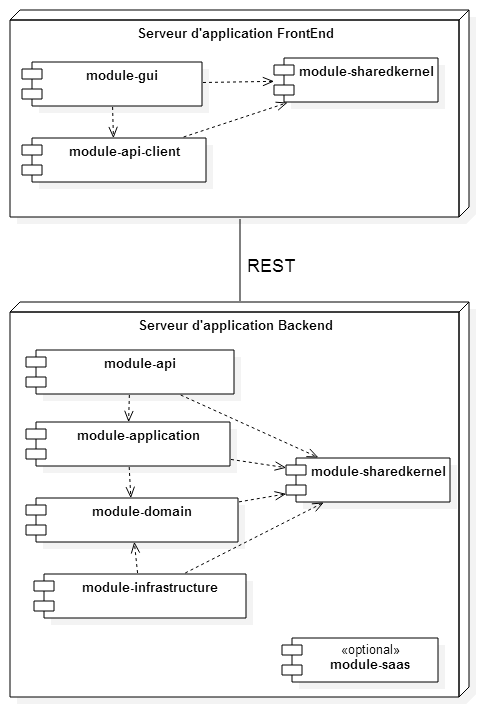 Serveur d'application FrontEnd
module-gui
module-sharedkernel
module-api-client
REST
Serveur d'application Backend
module-api
module-application
module-sharedkernel
module-domain
module-infrastructure
«optional»
module-saas